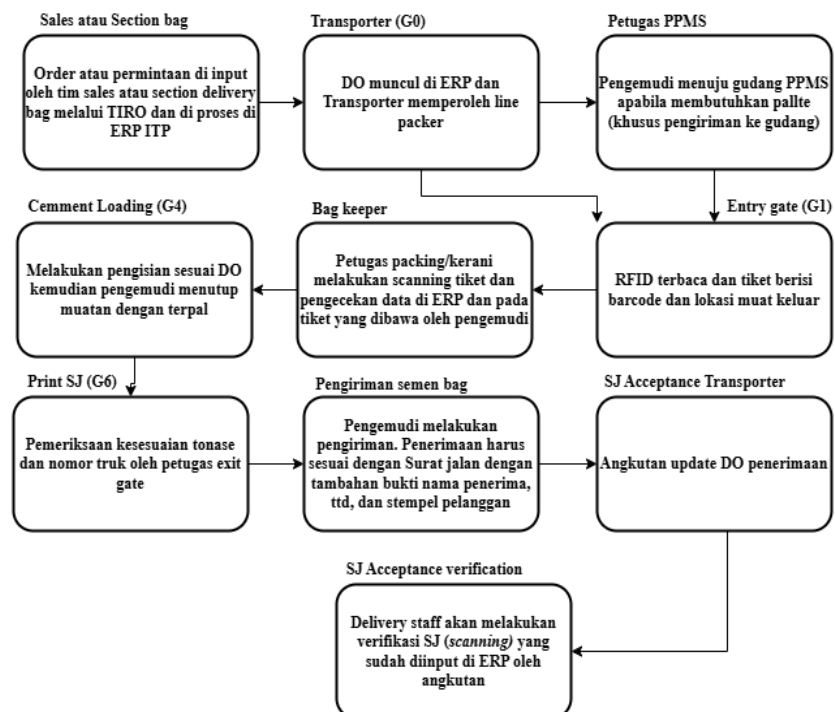 Sales atau Section bag
Order atau permintaan di input
oleh tim sales atau section delivery
bag melalui TIRO dan di proses di
ERP ITP
Transporter (G0)
DO muncul di ERP dan
Transporter memperoleh line
packer
Petugas PPMS
Pengemudi menuju gudang PPMS
apabila membutuhkan pallte
(khusus pengiriman ke gudang)
Cemment Loading (G4)
Melakukan pengisian sesuai DO
kemudian pengemudi menutup
muatan dengan terpal
Bag keeper
Petugas packing/kerani
melakukan scanning tiket dan
pengecekan data di ERP dan pada
tiket yang dibawa oleh pengemudi
Entry gate (G1)
RFID terbaca dan tiket berisi
barcode dan lokasi muat keluar
Print SJ (G6)
Pemeriksaan kesesuaian tonase
dan nomor truk oleh petugas exit
gate
Pengiriman semen bag
Pengemudi melakukan
pengiriman. Penerimaan harus
sesuai dengan Surat jalan dengan
tambahan bukti nama penerima,
ttd, dan stempel pelanggan
SJ Acceptance Transporter
Angkutan update DO penerimaan
SJ Acceptance verification
Delivery staff akan melakukan
verifikasi SJ (scanning) yang
sudah diinput di ERP oleh
angkutan